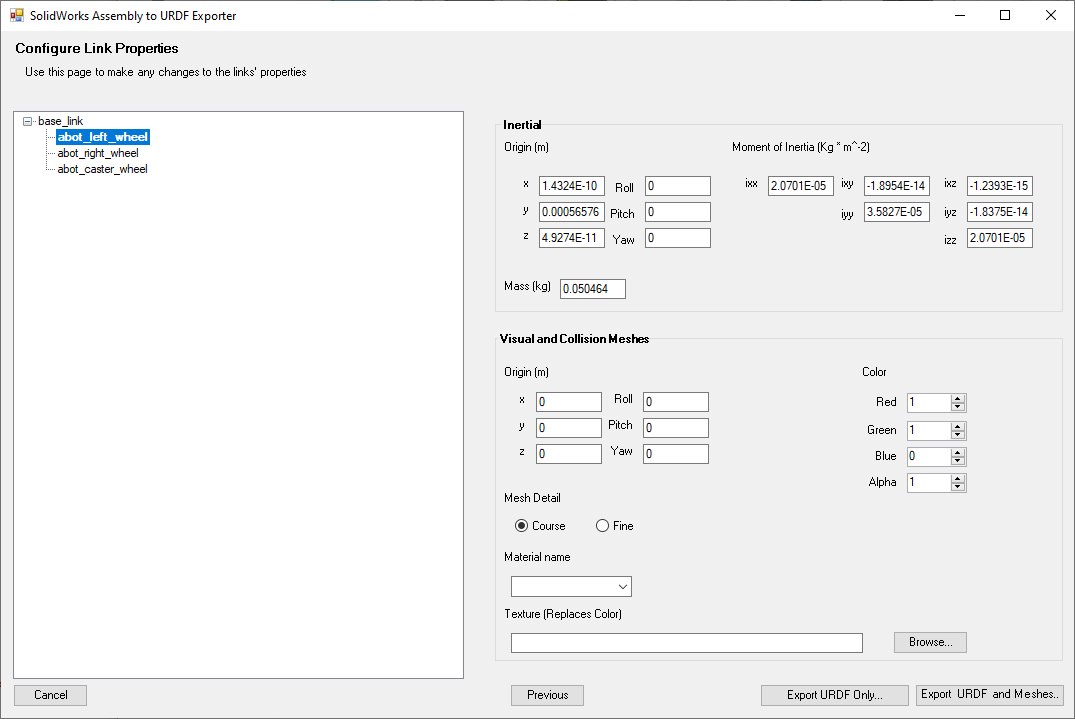 SolidWorks Assembly to URDF Exporter
Configure Link Properties
Use this page to make any changes to the links' properties
base_link
abot_left_wheel
abot_right_wheel
abot_caster_wheel
Inertial
Origin (m)
Moment of Inertia (Kg * m^-2)
x 1.4324E-10 Roll 0 ixx 2.0701E-05 ixy -1.8954E-14 ixz -1.2393E-15
y 0.00056576 Pitch 0 iyy 3.5827E-05 iyz -1.8375E-14
z 4.9274E-11 Yaw 0 izz 2.0701E-05
Mass (kg) 0.050464
Visual and Collision Meshes
Origin (m)
Color
x 0 Roll 0 Red 1
y 0 Pitch 0 Green 1
z 0 Yaw 0 Blue 0
Alpha 1
Mesh Detail
Course Fine
Material name
Texture (Replaces Color)
Browse...
Cancel Previous Export URDF Only... Export URDF and Meshes..